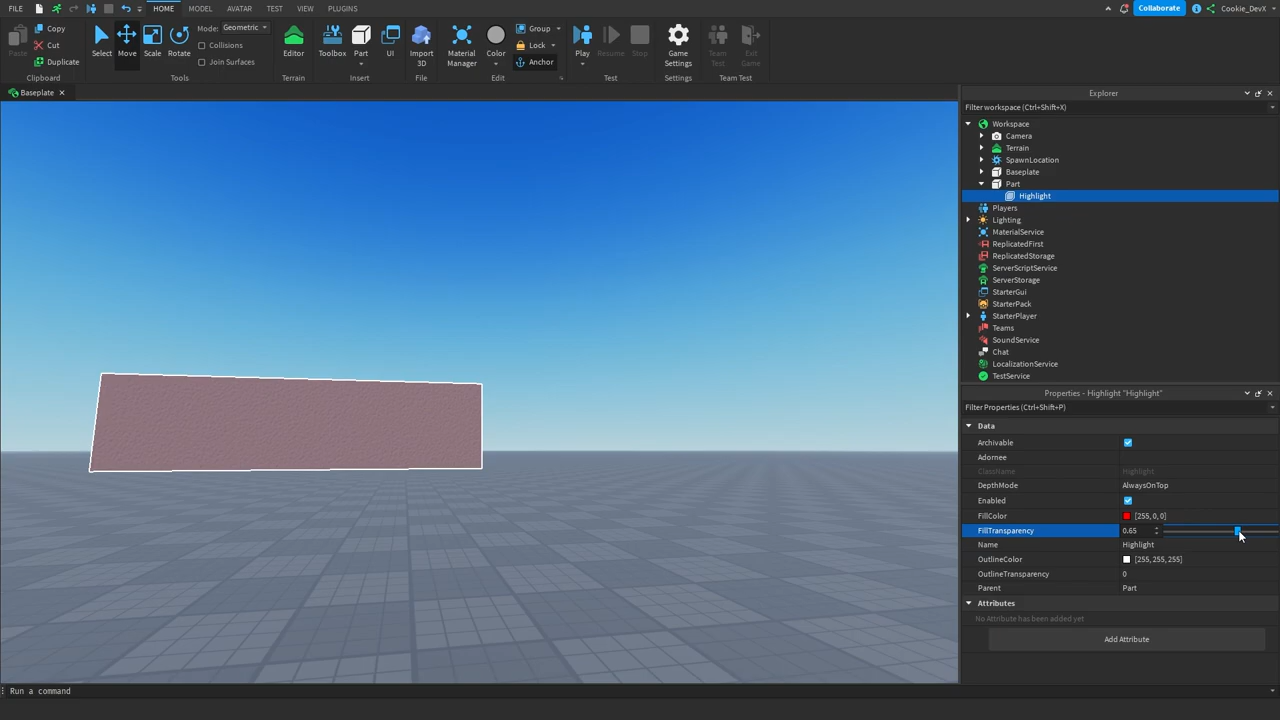 FILE HOME MODEL AVATAR TEST VIEW PLUGINS Collaborate Cookie_DevX
Paste Copy Cut Duplicate Clipboard
Select Move Scale Rotate Mode: Geometric Collisions Join Surfaces Tools
Editor Terrain
Toolbox Part UI Insert
Import 3D File
Material Manager Color Group Lock Anchor Edit
Play Resume Stop Test
Game Settings Settings
Team Test Exit Game Team Test
Baseplate
Explorer
Filter workspace (Ctrl+Shift+X)
Workspace
Camera
Terrain
SpawnLocation
Baseplate
Part
Highlight
Players
Lighting
MaterialService
ReplicatedFirst
ReplicatedStorage
ServerScriptService
ServerStorage
StarterGui
StarterPack
StarterPlayer
Teams
SoundService
Chat
LocalizationService
TestService
Properties - Highlight "Highlight"
Filter Properties (Ctrl+Shift+P)
Data
Archivable
Adornee
ClassName Highlight
DepthMode AlwaysOnTop
Enabled
FillColor [255, 0, 0]
FillTransparency 0.65
Name Highlight
OutlineColor [255, 255, 255]
OutlineTransparency 0
Parent Part
Attributes
No Attribute has been added yet
Add Attribute
Run a command